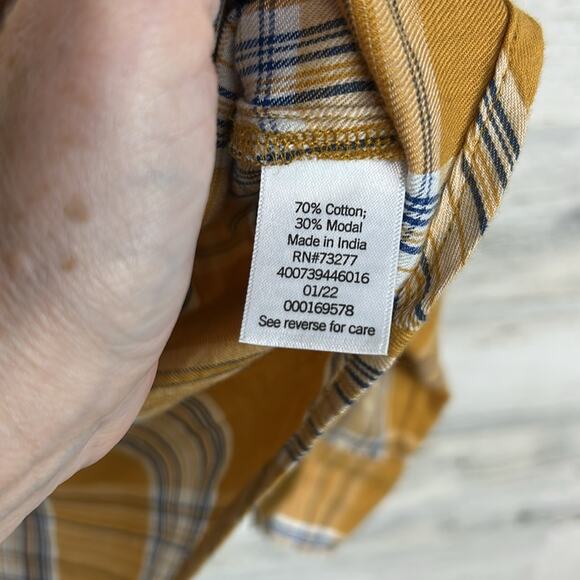 70% Cotton;
30% Modal
Made in India
RN#73277
400739446016
01/22
000169578
See reverse for care